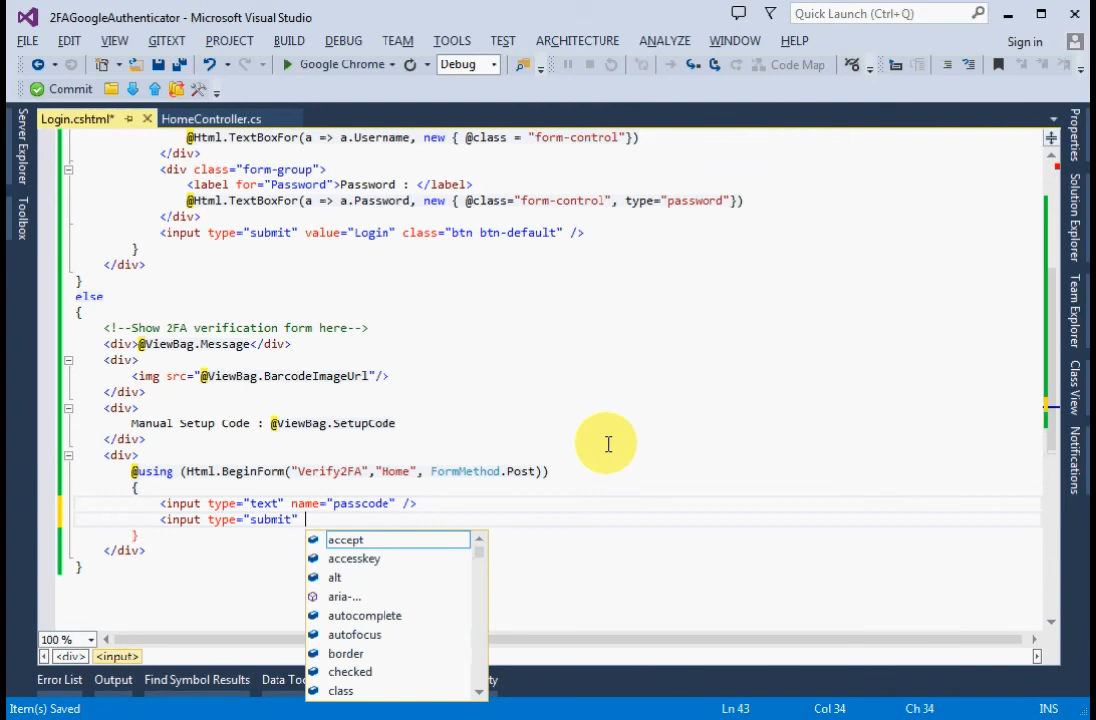 2FAGoogleAuthenticator - Microsoft Visual Studio
Quick Launch (Ctrl+Q)
FILE EDIT VIEW GITEXT PROJECT BUILD DEBUG TEAM TOOLS TEST ARCHITECTURE ANALYZE WINDOW HELP Sign in
Google Chrome Debug Code Map
Commit
Login.cshtml* HomeController.cs
Server Explorer
Toolbox
@Html.TextBoxFor(a => a.Username, new { @class = "form-control"})
</div>
<div class="form-group">
<label for="Password">Password : </label>
@Html.TextBoxFor(a => a.Password, new { @class="form-control", type="password"})
</div>
<input type="submit" value="Login" class="btn btn-default" />
}
</div>
}
else
{
<!--Show 2FA verification form here-->
<div>@ViewBag.Message</div>
<div>
<img src="@ViewBag.BarcodeImageUrl"/>
</div>
<div>
Manual Setup Code : @ViewBag.SetupCode
</div>
<div>
@using (Html.BeginForm("Verify2FA","Home", FormMethod.Post))
{
<input type="text" name="passcode" />
<input type="submit"
}
</div>
}
accept
accesskey
alt
aria-...
autocomplete
autofocus
border
checked
class
Properties
Solution Explorer
Team Explorer
Class View
Notifications
100 %
<div> <input>
Error List Output Find Symbol Results Data Too
Item(s) Saved Ln 43 Col 34 Ch 34 INS